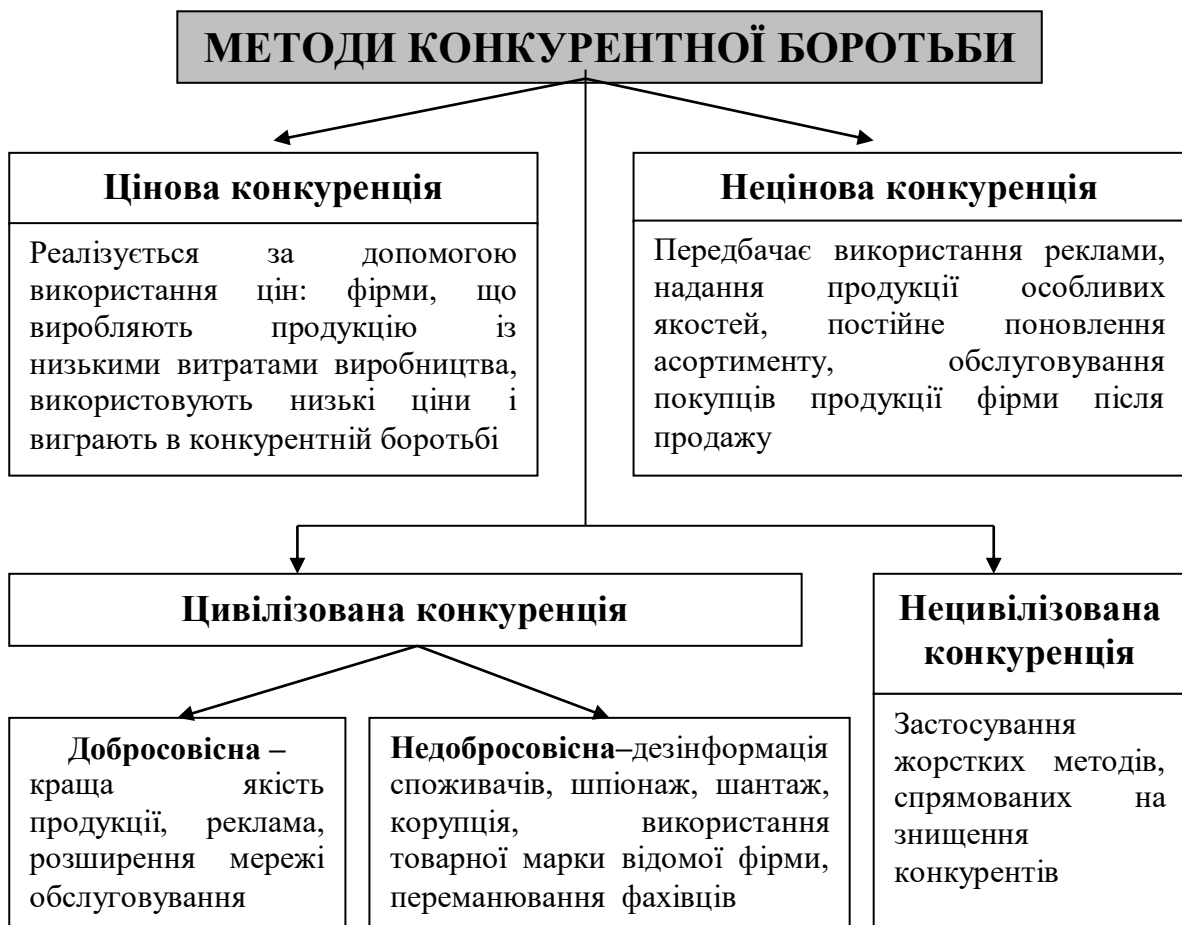 МЕТОДИ КОНКУРЕНТНОЇ БОРОТЬБИ
Цінова конкуренція
Реалізується за допомогою
використання цін: фірми, що
виробляють продукцію із
низькими витратами виробництва,
використовують низькі ціни і
виграють в конкурентній боротьбі
Нецінова конкуренція
Передбачає використання реклами,
надання продукції особливих
якостей, постійне поновлення
асортименту, обслуговування
покупців продукції фірми після
продажу
Цивілізована конкуренція
Нецивілізована
конкуренція
Добросовісна –
краща якість
продукції, реклама,
розширення мережі
обслуговування
Недобросовісна–дезінформація
споживачів, шпіонаж, шантаж,
корупція, використання
товарної марки відомої фірми,
переманювання фахівців
Застосування
жорстких методів,
спрямованих на
знищення
конкурентів